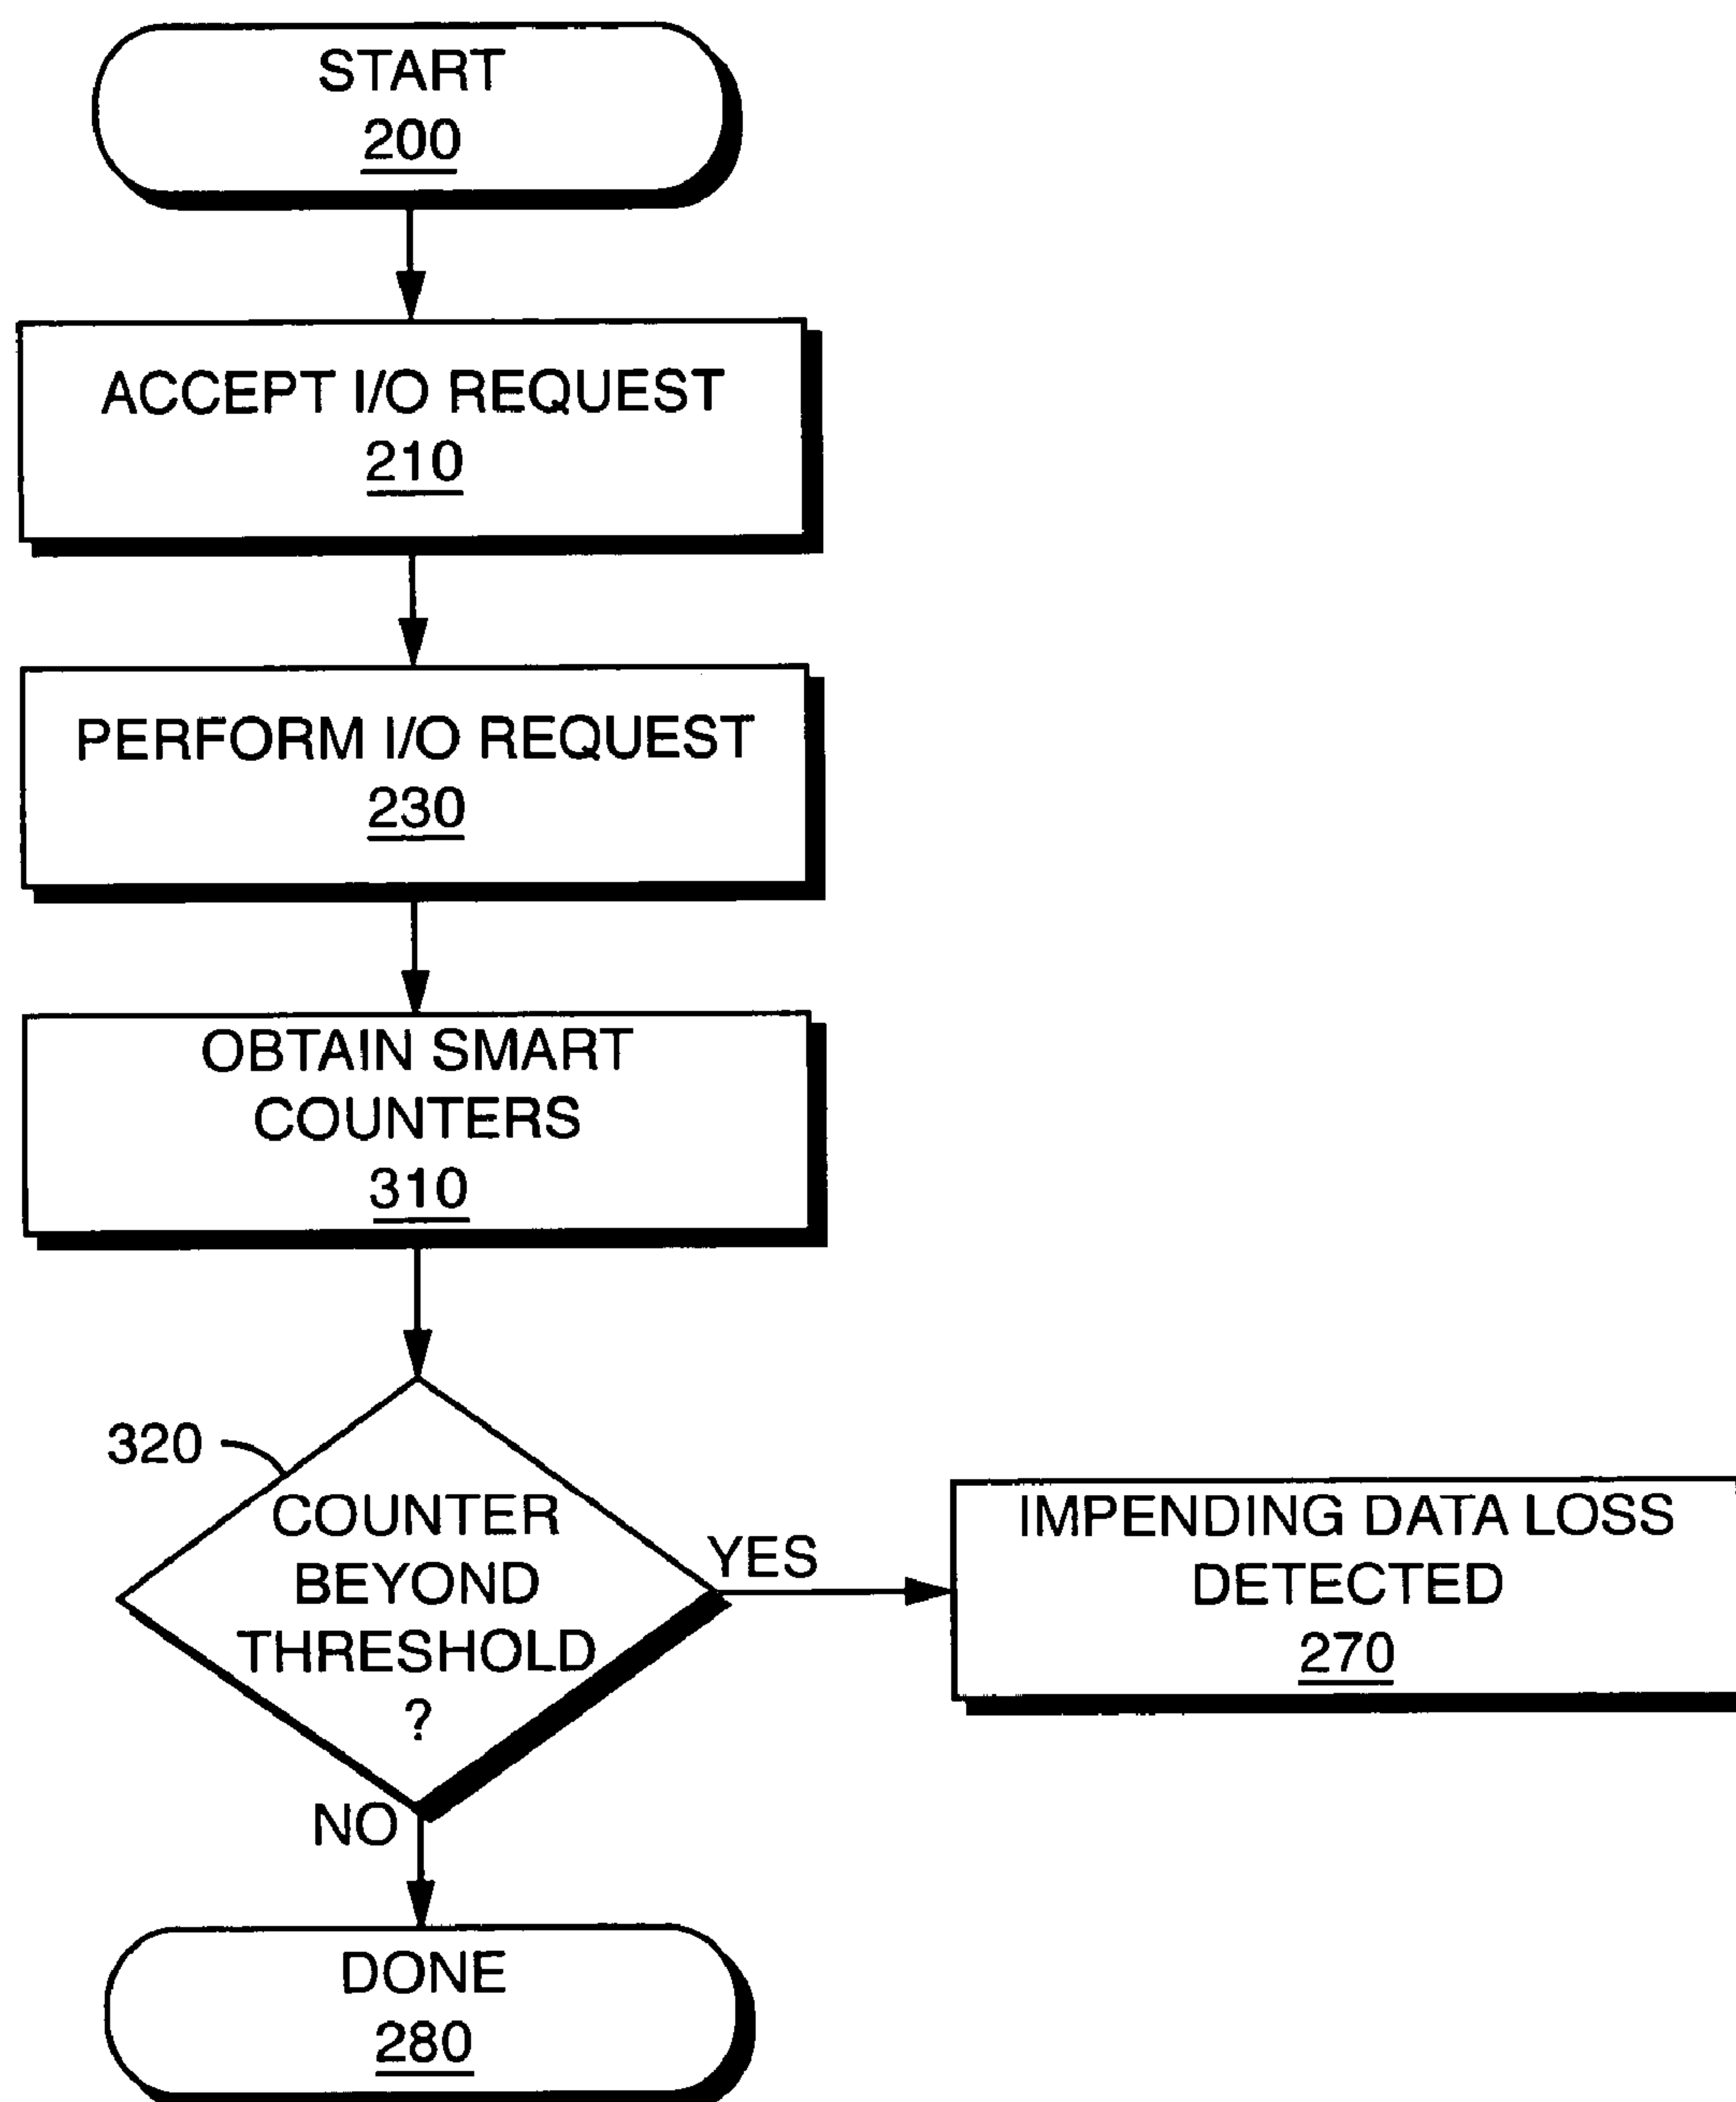 START
200
ACCEPT I/O REQUEST
210
PERFORM I/O REQUEST
230
OBTAIN SMART
COUNTERS
310
320
COUNTER
BEYOND
THRESHOLD
?
YES
IMPENDING DATA LOSS
DETECTED
270
NO
DONE
280